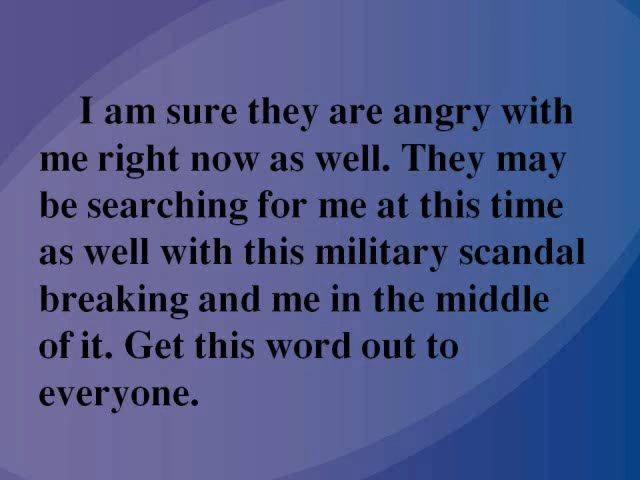 I am sure they are angry with
me right now as well. They may
be searching for me at this time
as well with this military scandal
breaking and me in the middle
of it. Get this word out to
everyone.